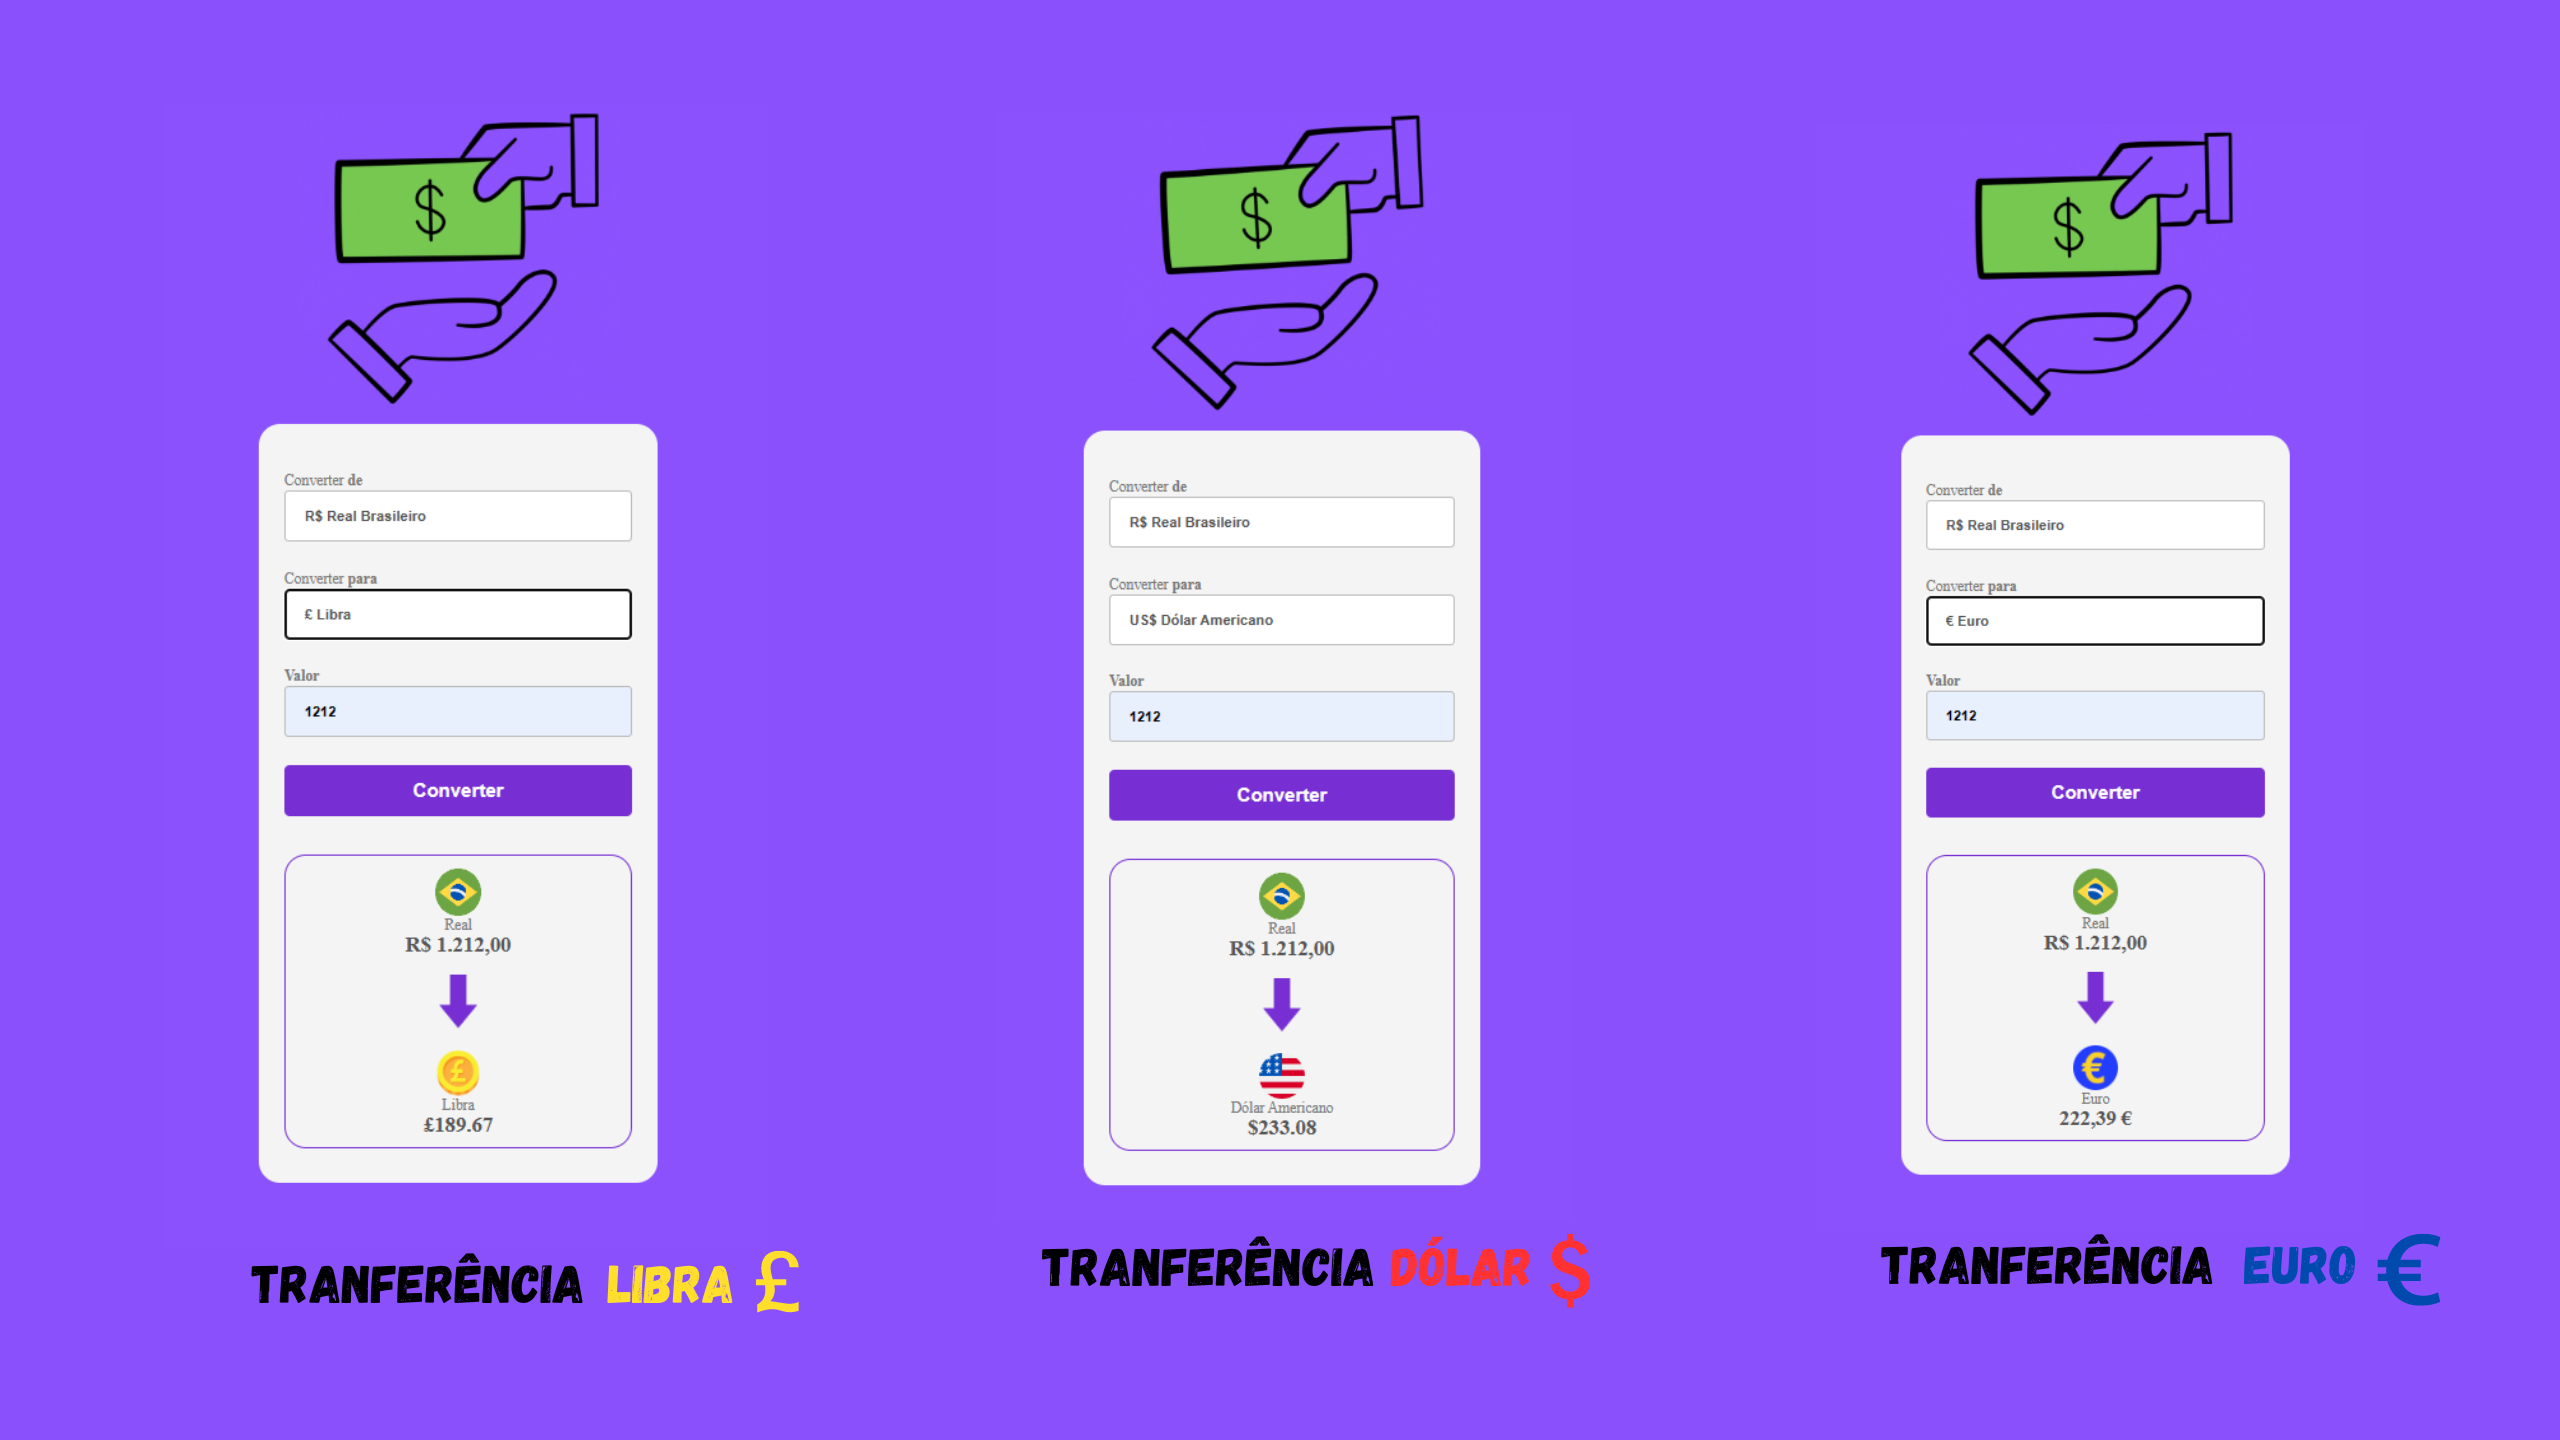 $
Converter de
R$ Real Brasileiro
Converter para
£ Libra
Valor
1212
Converter
Real
R$ 1.212,00
£
Libra
£189.67
TRANFERÊNCIA LIBRA £
$
Converter de
R$ Real Brasileiro
Converter para
US$ Dólar Americano
Valor
1212
Converter
Real
R$ 1.212,00
Dólar Americano
$233.08
TRANFERÊNCIA DÓLAR $
$
Converter de
R$ Real Brasileiro
Converter para
€ Euro
Valor
1212
Converter
Real
R$ 1.212,00
€
Euro
222,39 €
TRANFERÊNCIA EURO €